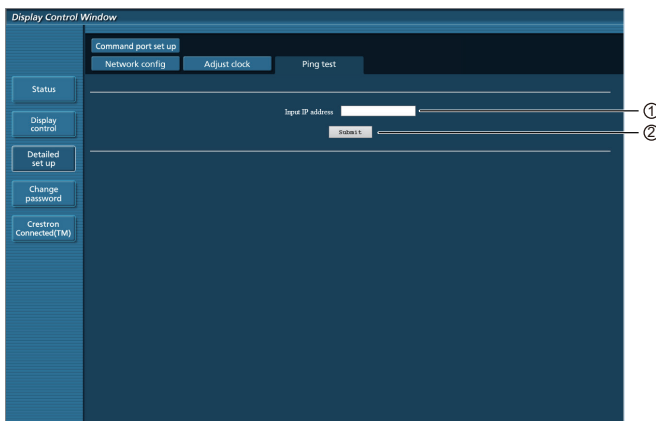 Display Control Window
Command port set up
Network config
Adjust clock
Ping test
Status
Display
control
Detailed
set up
Change
password
Crestron
Connected(TM)
Input IP address
①
Submit
②